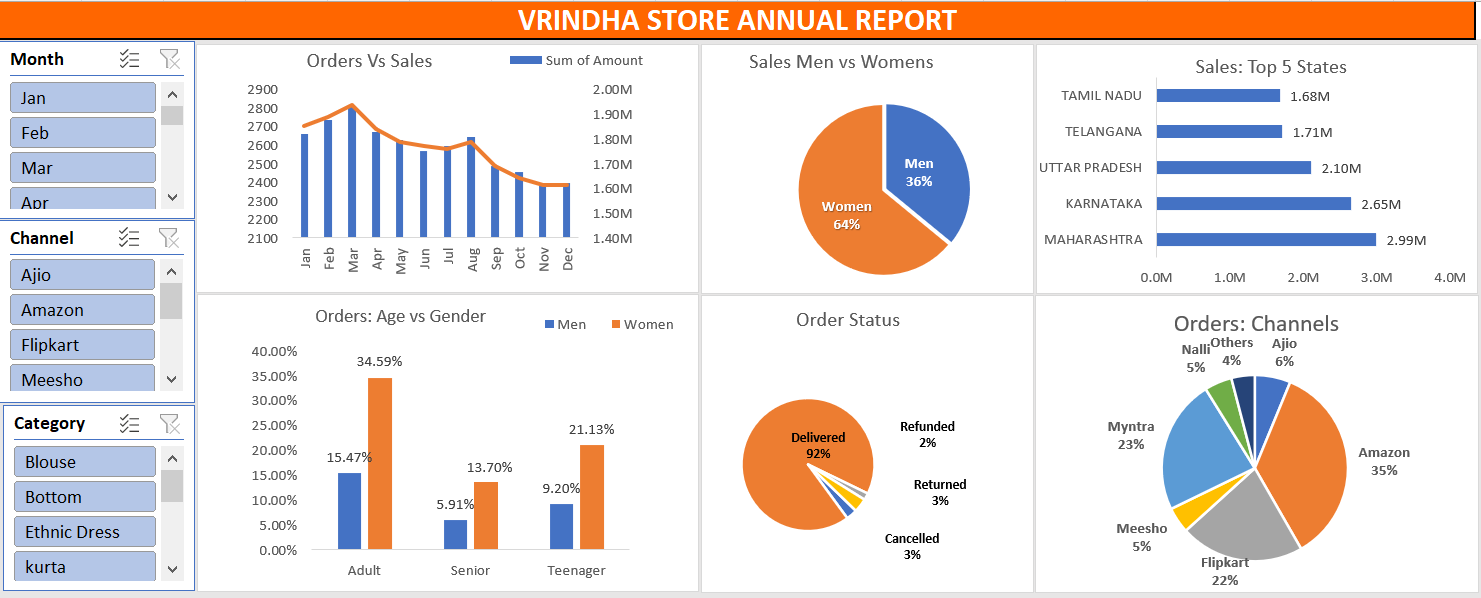 VRINDHA STORE ANNUAL REPORT
Month
Jan
Feb
Mar
Apr
Channel
Ajio
Amazon
Flipkart
Meesho
Category
Blouse
Bottom
Ethnic Dress
kurta
Orders Vs Sales
Sum of Amount
2900
2800
2700
2600
2500
2400
2300
2200
2100
2.00M
1.90M
1.80M
1.70M
1.60M
1.50M
1.40M
Jan
Feb
Mar
Apr
May
Jun
Jul
Aug
Sep
Oct
Nov
Dec
Sales Men vs Womens
Men
36%
Women
64%
Sales: Top 5 States
TAMIL NADU 1.68M
TELANGANA 1.71M
UTTAR PRADESH 2.10M
KARNATAKA 2.65M
MAHARASHTRA 2.99M
0.0M 1.0M 2.0M 3.0M 4.0M
Orders: Age vs Gender
Men Women
40.00%
35.00%
30.00%
25.00%
20.00%
15.00%
10.00%
5.00%
0.00%
15.47%
34.59%
5.91%
13.70%
9.20%
21.13%
Adult Senior Teenager
Order Status
Delivered
92%
Refunded
2%
Returned
3%
Cancelled
3%
Orders: Channels
Nalli
5%
Others
4%
Ajio
6%
Myntra
23%
Amazon
35%
Meesho
5%
Flipkart
22%